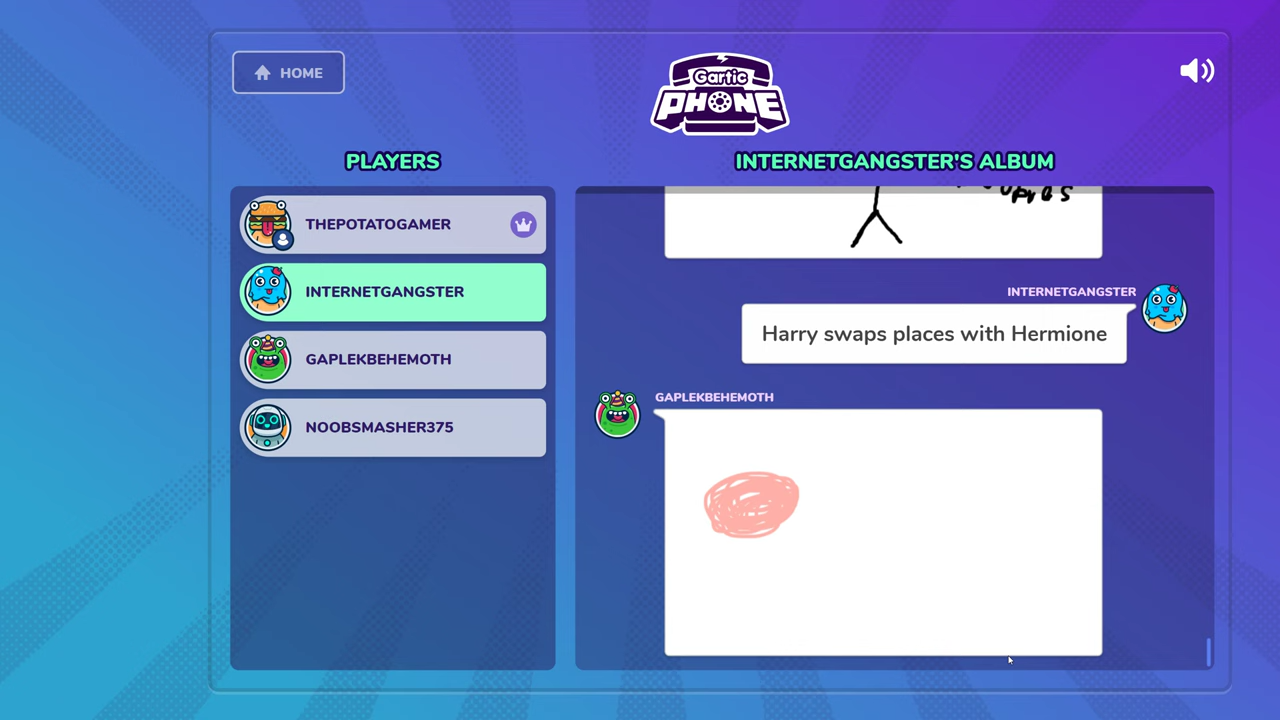 HOME
Gartic
PHONE
PLAYERS
INTERNETGANGSTER'S ALBUM
THEPOTATOGAMER
INTERNETGANGSTER
GAPLEKBEHEMOTH
NOOBSMASHER375
INTERNETGANGSTER
Harry swaps places with Hermione
GAPLEKBEHEMOTH